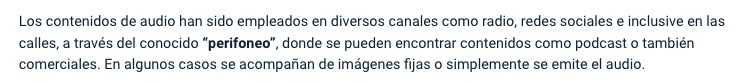 Los contenidos de audio han sido empleados en diversos canales como radio, redes sociales e inclusive en las
calles, a través del conocido “perifoneo”, donde se pueden encontrar contenidos como podcast o también
comerciales. En algunos casos se acompañan de imágenes fijas o simplemente se emite el audio.